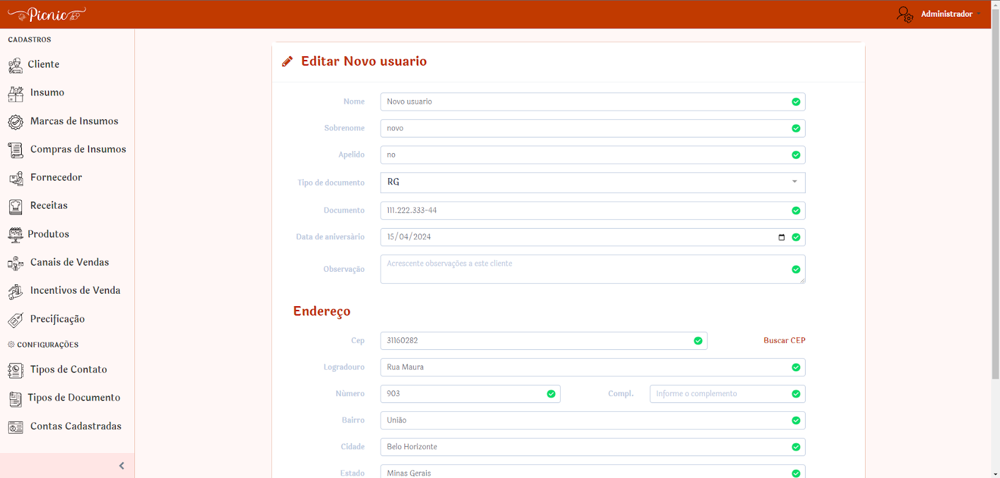 Picnic
Administrador
CADASTROS
Cliente
Insumo
Marcas de Insumos
Compras de Insumos
Fornecedor
Receitas
Produtos
Canais de Vendas
Incentivos de Venda
Precificação
CONFIGURAÇÕES
Tipos de Contato
Tipos de Documento
Contas Cadastradas
Editar Novo usuario
Nome Novo usuario
Sobrenome novo
Apelido no
Tipo de documento RG
Documento 111.222.333-44
Data de aniversàrio 15/04/2024
Observação Acrescente observações a este cliente
Endereço
Cep 31160282 Buscar CEP
Logradouro Rua Maura
Nùmero 903 Compl. Informe o complemento
Bairro União
Cidade Belo Horizonte
Estado Minas Gerais